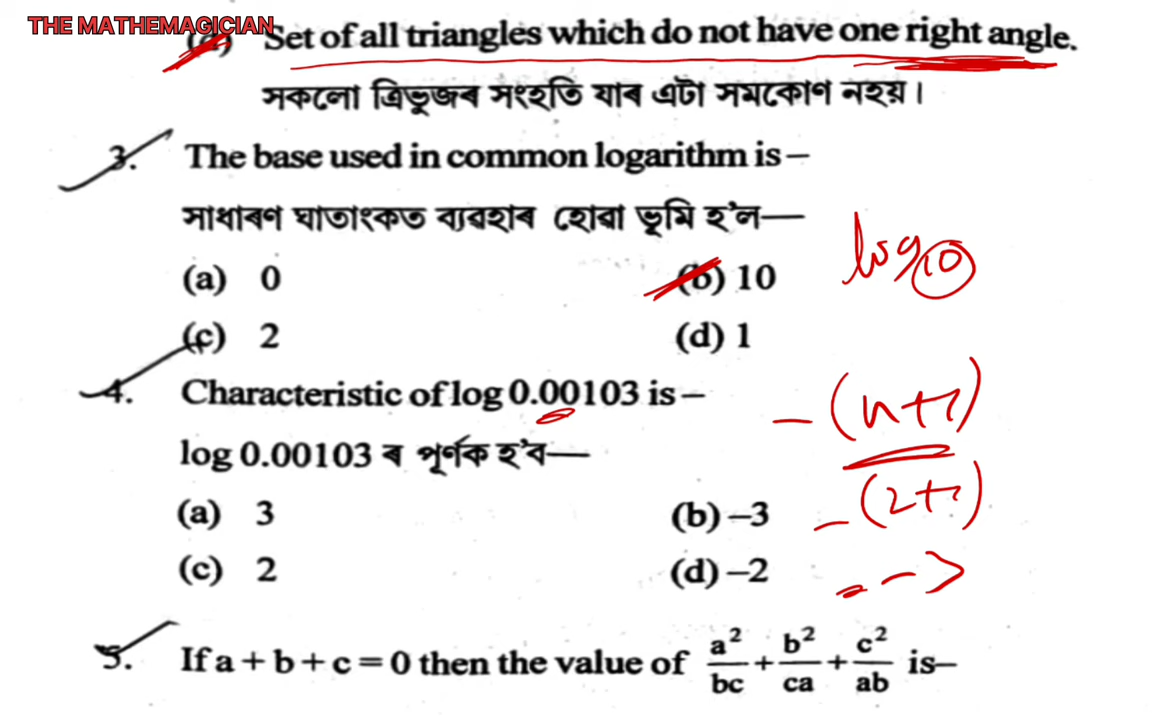 THE MATHEMAGICIAN
(d) Set of all triangles which do not have one right angle.
সকলো ত্ৰিভুজৰ সংহতি যাৰ এটা সমকোণ নহয়।
3. The base used in common logarithm is –
সাধাৰণ ঘাতাংকত ব্যৱহাৰ হোৱা ভূমি হ'ল—
log10
(a) 0 (b) 10
(c) 2 (d) 1
4. Characteristic of log 0.00103 is –
– (n+1)
log 0.00103 ৰ পূৰ্ণক হ'ব—
(a) 3 (b) –3
– (2+1)
(c) 2 (d) –2
5. If a + b + c = 0 then the value of a²/bc + b²/ca + c²/ab is–